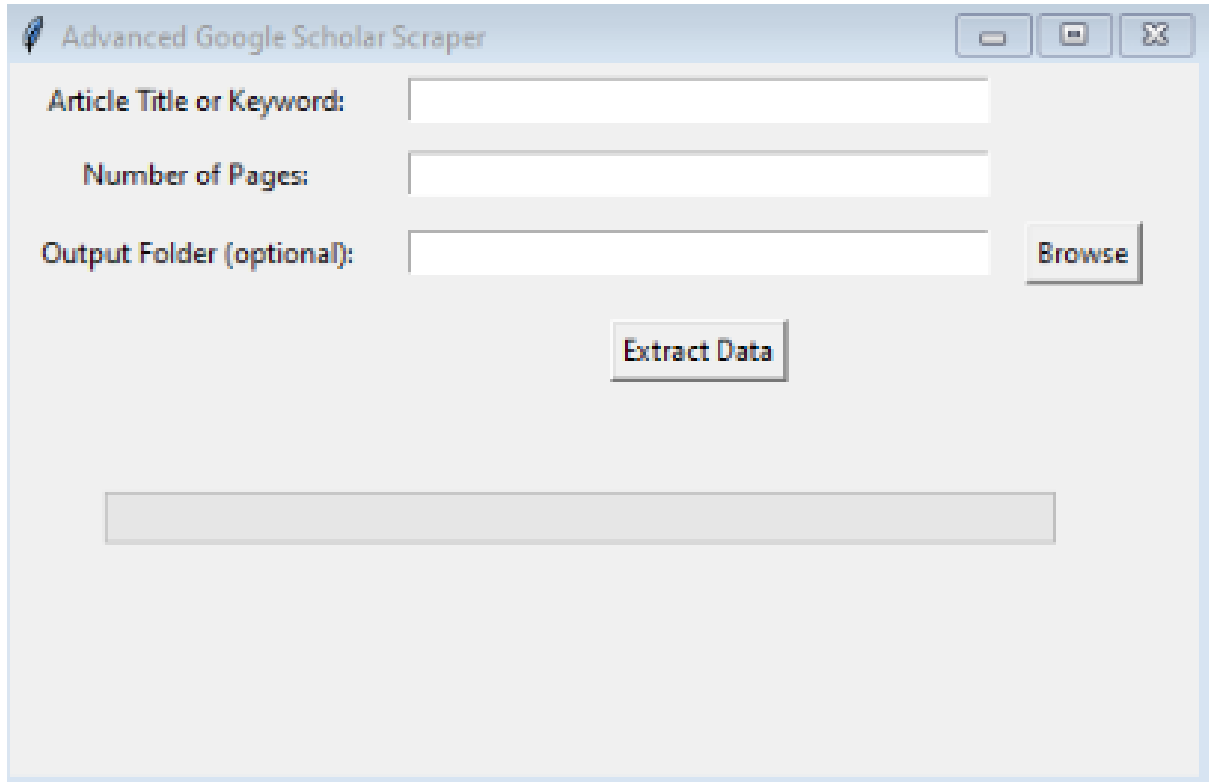 Advanced Google Scholar Scraper
Article Title or Keyword:
Number of Pages:
Output Folder (optional):
Browse
Extract Data